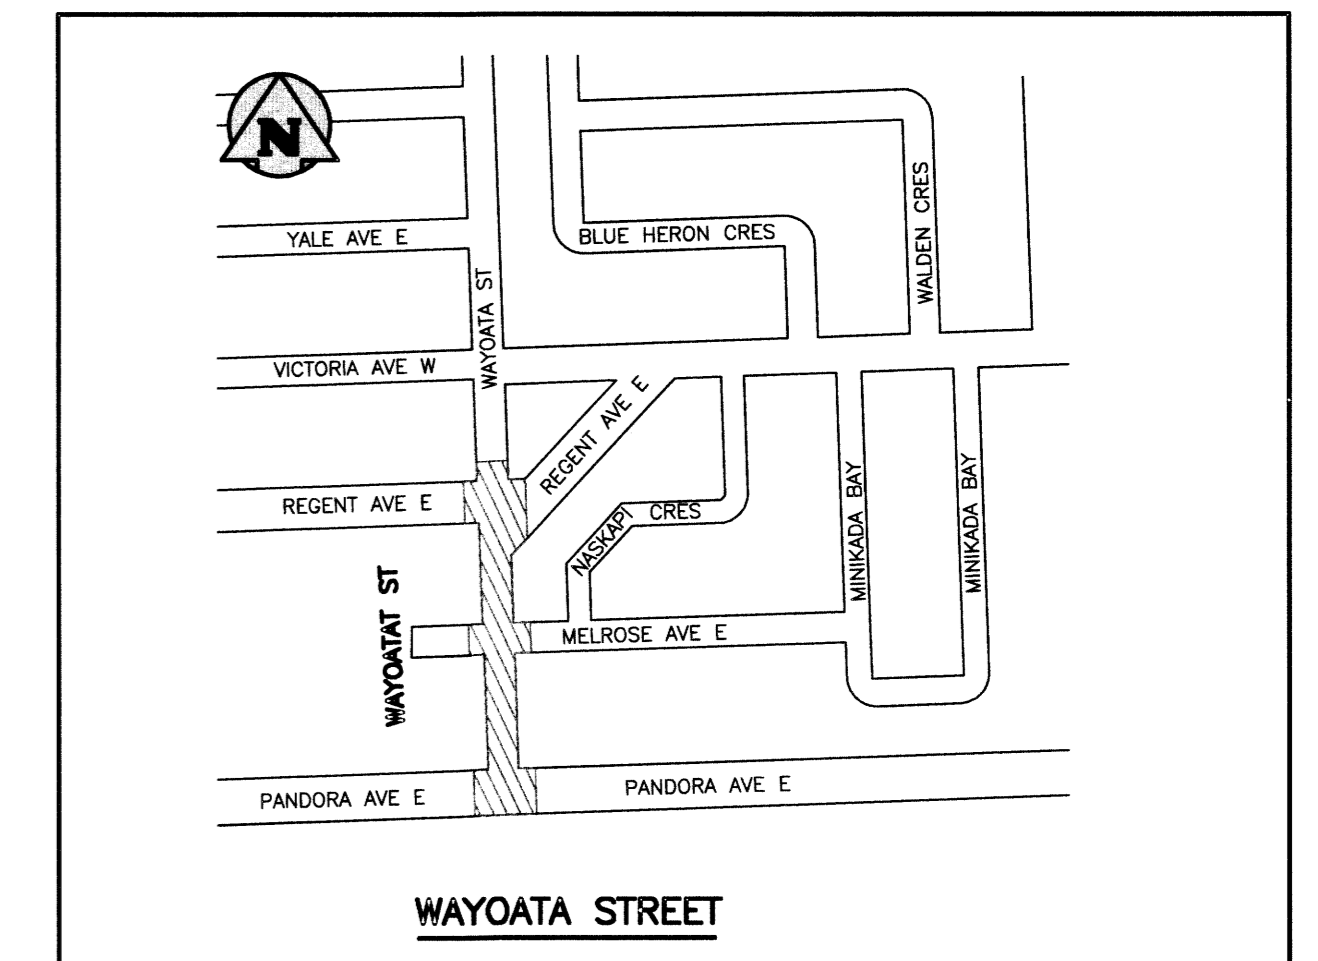 N
YALE AVE E
BLUE HERON CRES
WALDEN CRES
WAYOATA ST
VICTORIA AVE W
REGENT AVE E
REGENT AVE E
NASKAPI CRES
MINIKADA BAY
MINIKADA BAY
WAYOATAT ST
MELROSE AVE E
PANDORA AVE E
PANDORA AVE E
WAYOATA STREET